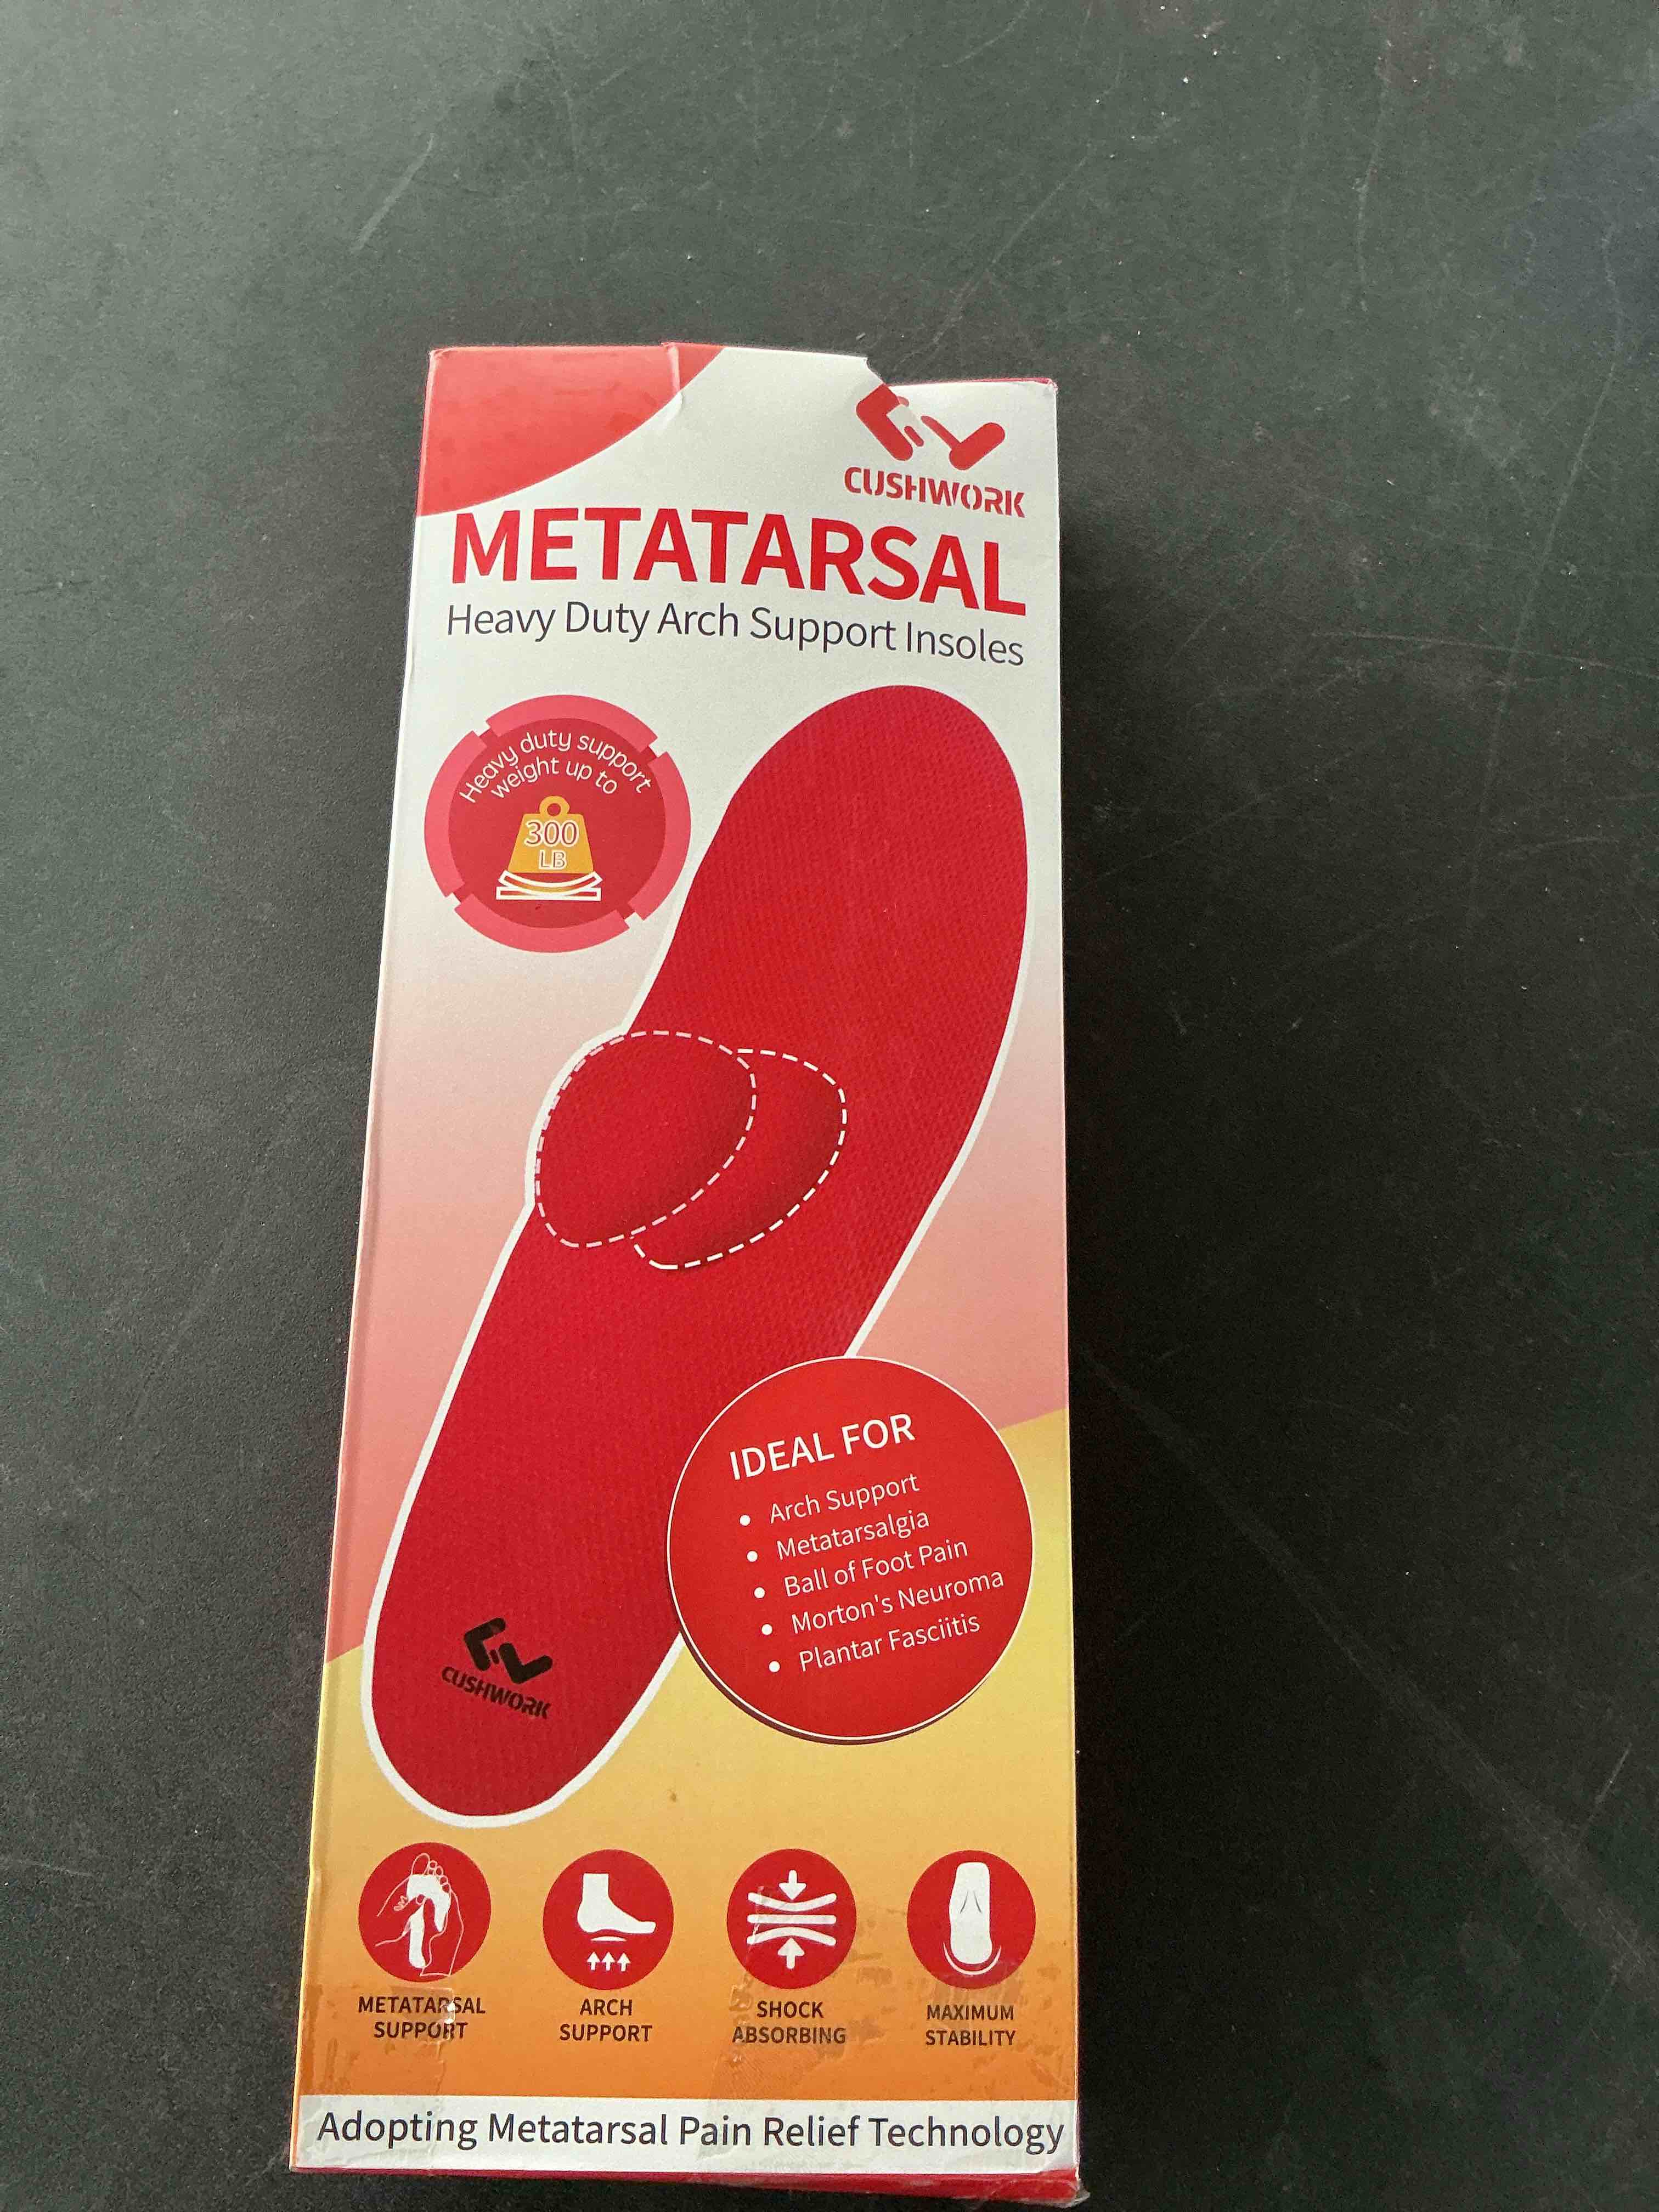 CUSHWORK
METATARSAL
Heavy Duty Arch Support Insoles
Heavy duty support
weight up to
300
LB
IDEAL FOR
• Arch Support
• Metatarsalgia
• Ball of Foot Pain
• Morton's Neuroma
• Plantar Fasciitis
CUSHWORK
METATARSAL
SUPPORT
ARCH
SUPPORT
SHOCK
ABSORBING
MAXIMUM
STABILITY
Adopting Metatarsal Pain Relief Technology